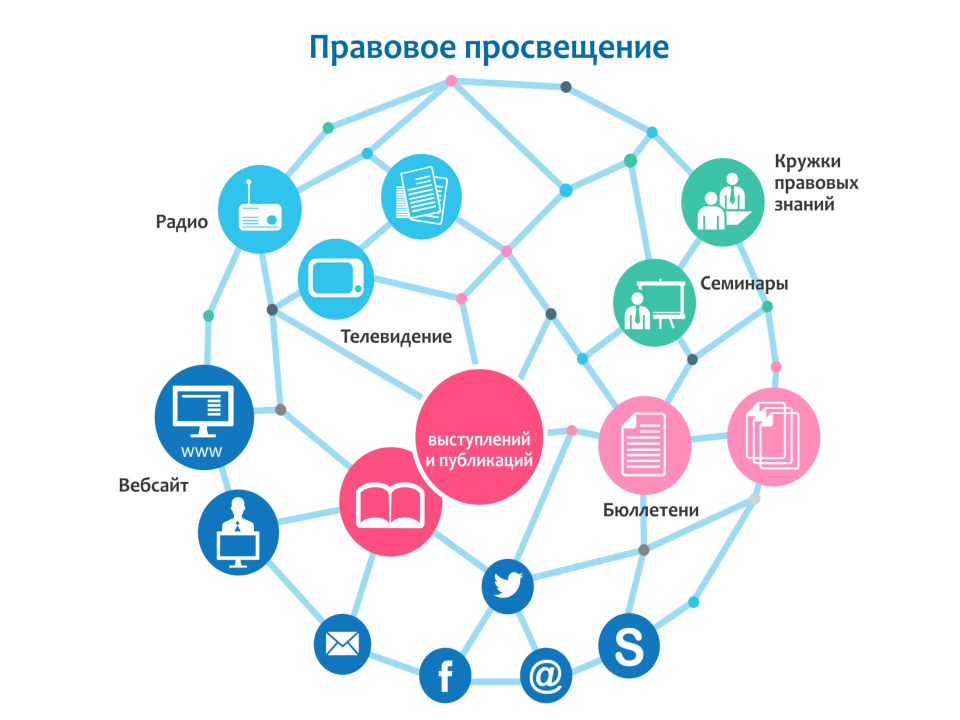 Правовое просвещение
Кружки
правовых
знаний
Радио
Семинары
Телевидение
выступлений
и публикаций
www
Вебсайт
Бюллетени
f
@
S